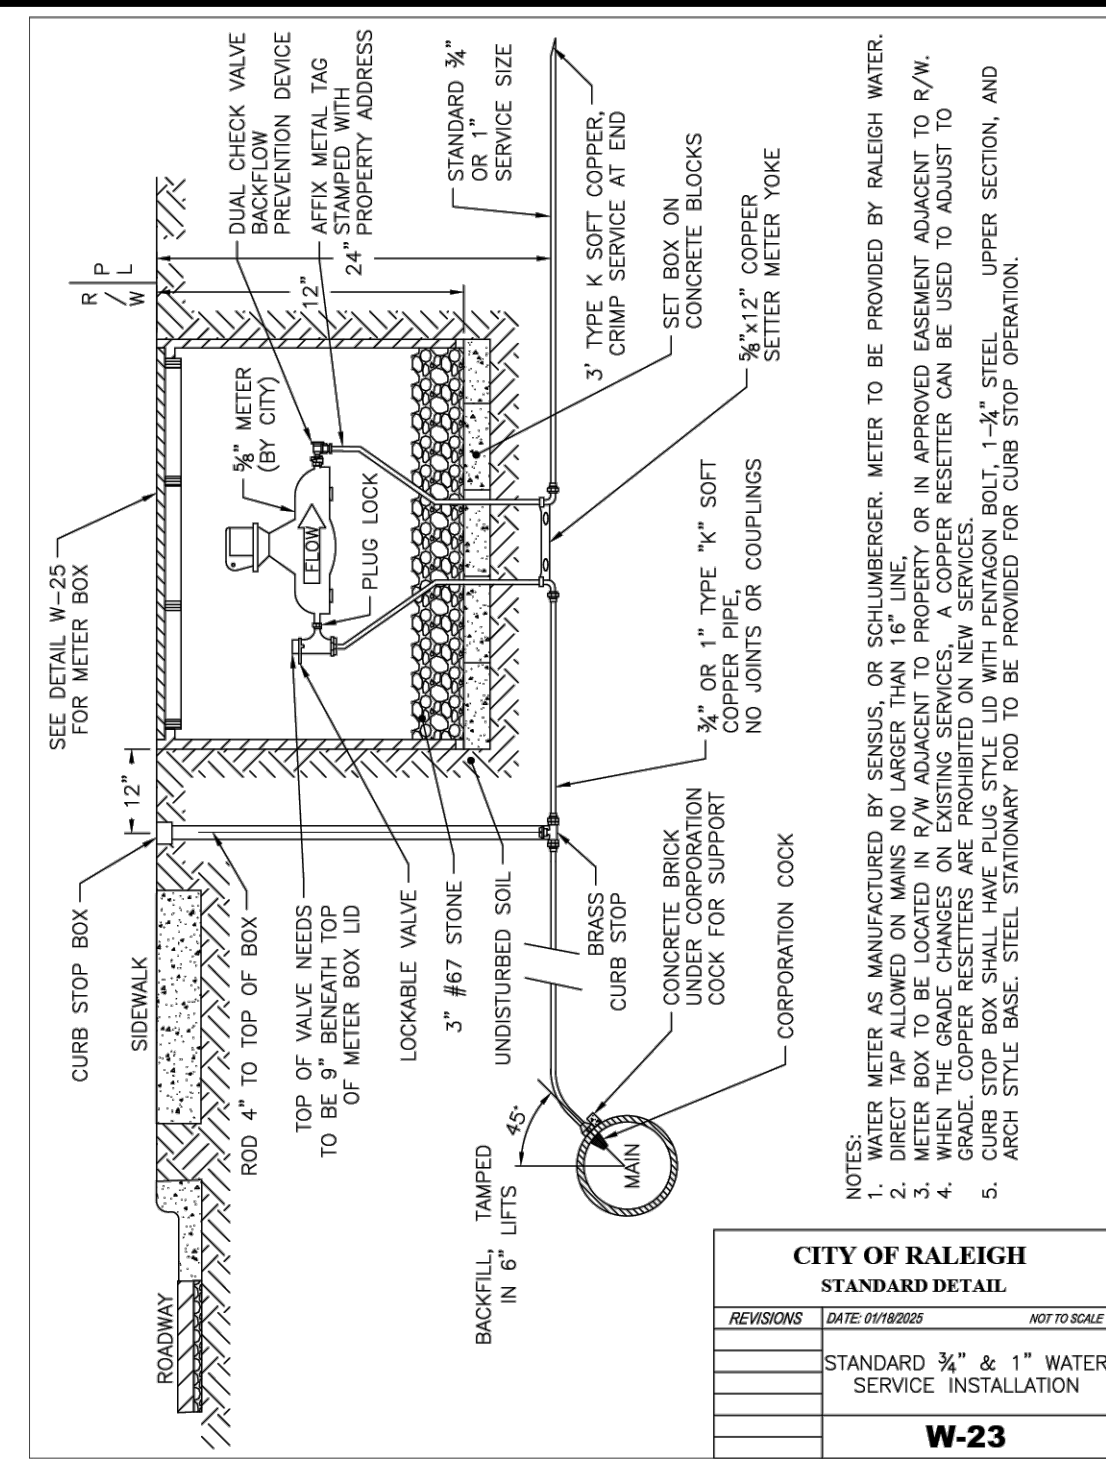 SEE DETAIL W-25
FOR METER BOX
CURB STOP BOX
12"
SIDEWALK
ROADWAY
R
/
W
P
L
DUAL CHECK VALVE
BACKFLOW
PREVENTION DEVICE
AFFIX METAL TAG
STAMPED WITH
PROPERTY ADDRESS
⅝" METER
(BY CITY)
FLOW
PLUG LOCK
12"
24"
STANDARD ¾"
OR 1"
SERVICE SIZE
3' TYPE K SOFT COPPER,
CRIMP SERVICE AT END
SET BOX ON
CONCRETE BLOCKS
⅝"x12" COPPER
SETTER METER YOKE
¾" OR 1" TYPE "K" SOFT
COPPER PIPE,
NO JOINTS OR COUPLINGS
ROD 4" TO TOP OF BOX
TOP OF VALVE NEEDS
TO BE 9" BENEATH TOP
OF METER BOX LID
LOCKABLE VALVE
3" #67 STONE
UNDISTURBED SOIL
BRASS
CURB STOP
CONCRETE BRICK
UNDER CORPORATION
COCK FOR SUPPORT
CORPORATION COCK
BACKFILL, TAMPED
IN 6" LIFTS
45°
MAIN
NOTES:
1. WATER METER AS MANUFACTURED BY SENSUS, OR SCHLUMBERGER. METER TO BE PROVIDED BY RALEIGH WATER.
2. DIRECT TAP ALLOWED ON MAINS NO LARGER THAN 16" LINE,
3. METER BOX TO BE LOCATED IN R/W ADJACENT TO PROPERTY OR IN APPROVED EASEMENT ADJACENT TO R/W.
4. WHEN THE GRADE CHANGES ON EXISTING SERVICES, A COPPER RESETTER CAN BE USED TO ADJUST TO
GRADE. COPPER RESETTERS ARE PROHIBITED ON NEW SERVICES.
5. CURB STOP BOX SHALL HAVE PLUG STYLE LID WITH PENTAGON BOLT, 1-¼" STEEL UPPER SECTION, AND
ARCH STYLE BASE. STEEL STATIONARY ROD TO BE PROVIDED FOR CURB STOP OPERATION.
CITY OF RALEIGH
STANDARD DETAIL
REVISIONS DATE: 01/18/2025 NOT TO SCALE
STANDARD ¾" & 1" WATER
SERVICE INSTALLATION
W-23